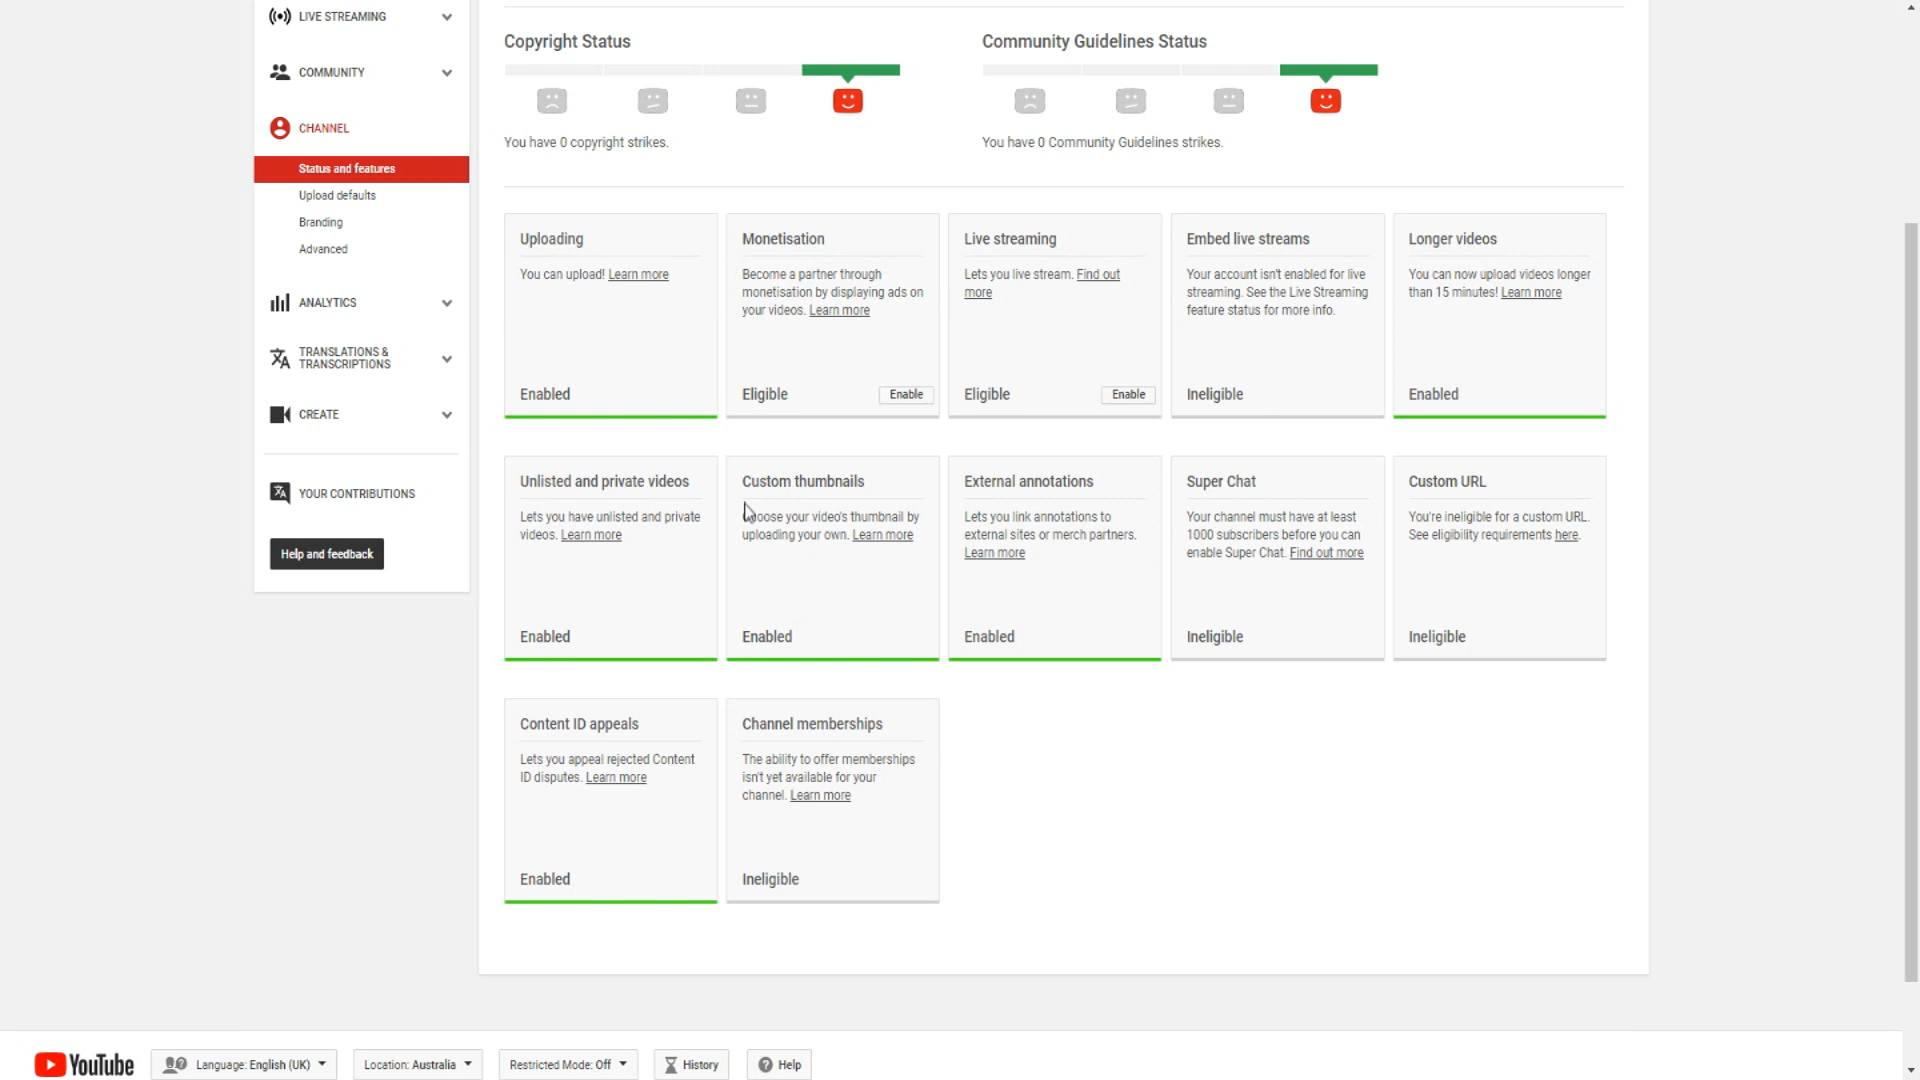 LIVE STREAMING
COMMUNITY
CHANNEL
Status and features
Upload defaults
Branding
Advanced
ANALYTICS
TRANSLATIONS &
TRANSCRIPTIONS
CREATE
YOUR CONTRIBUTIONS
Help and feedback
Copyright Status
You have 0 copyright strikes.
Community Guidelines Status
You have 0 Community Guidelines strikes.
Uploading
You can upload! Learn more
Enabled
Monetisation
Become a partner through
monetisation by displaying ads on
your videos. Learn more
Eligible
Enable
Live streaming
Lets you live stream. Find out
more
Eligible
Enable
Embed live streams
Your account isn't enabled for live
streaming. See the Live Streaming
feature status for more info.
Ineligible
Longer videos
You can now upload videos longer
than 15 minutes! Learn more
Enabled
Unlisted and private videos
Lets you have unlisted and private
videos. Learn more
Enabled
Custom thumbnails
Choose your video's thumbnail by
uploading your own. Learn more
Enabled
External annotations
Lets you link annotations to
external sites or merch partners.
Learn more
Enabled
Super Chat
Your channel must have at least
1000 subscribers before you can
enable Super Chat. Find out more
Ineligible
Custom URL
You're ineligible for a custom URL.
See eligibility requirements here.
Ineligible
Content ID appeals
Lets you appeal rejected Content
ID disputes. Learn more
Enabled
Channel memberships
The ability to offer memberships
isn't yet available for your
channel. Learn more
Ineligible
YouTube
Language: English (UK)
Location: Australia
Restricted Mode: Off
History
Help